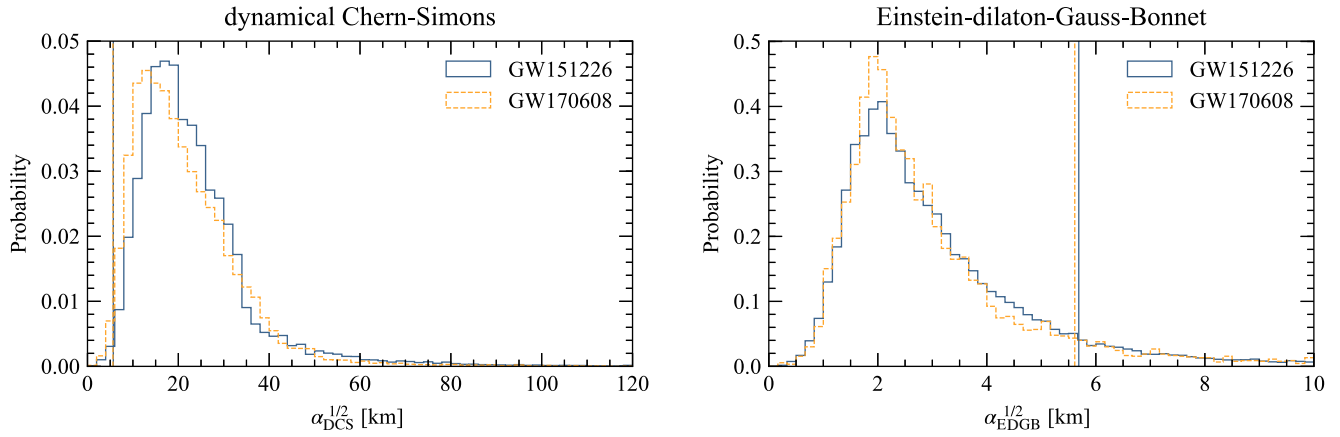 dynamical Chern-Simons
0.05
0.04
0.03
0.02
0.01
0.00
Probability
GW151226
GW170608
0 20 40 60 80 100 120
α_DCS^1/2 [km]
Einstein-dilaton-Gauss-Bonnet
0.5
0.4
0.3
0.2
0.1
0.0
Probability
GW151226
GW170608
0 2 4 6 8 10
α_EDGB^1/2 [km]